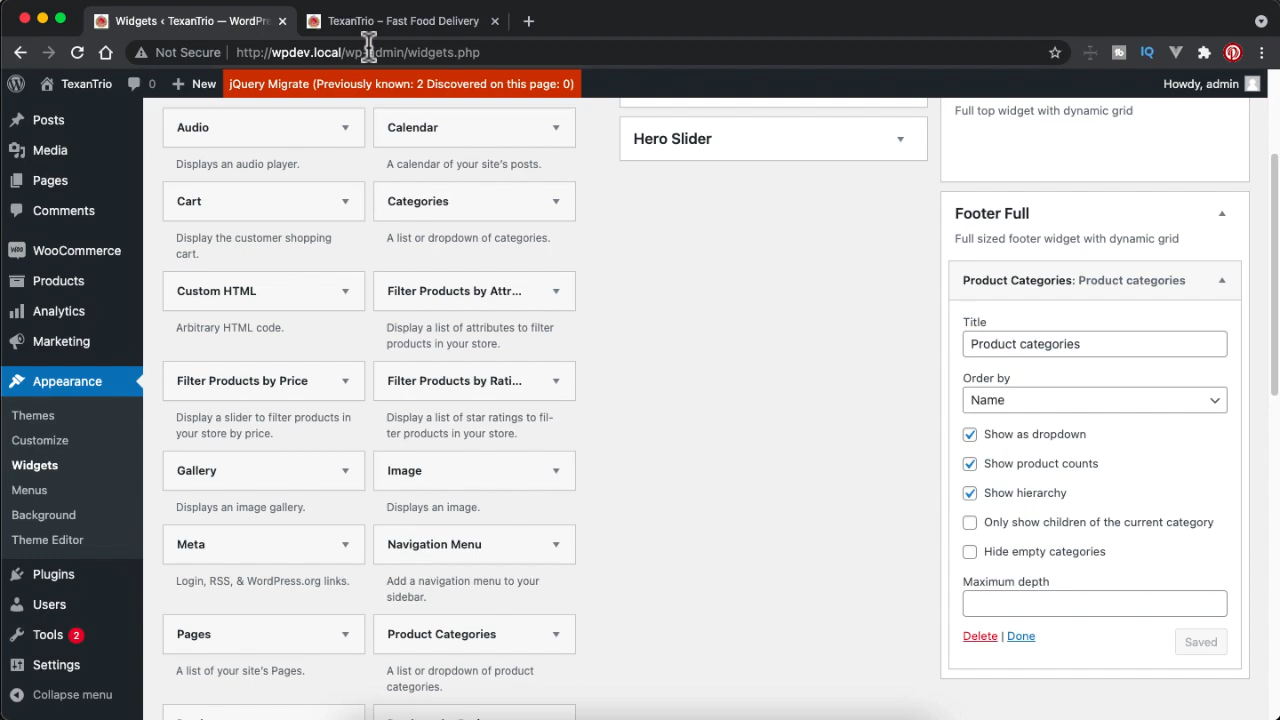 Widgets ‹ TexanTrio — WordPre
TexanTrio – Fast Food Delivery
Not Secure
http://wpdev.local/wp-admin/widgets.php
TexanTrio
0
New
jQuery Migrate (Previously known: 2 Discovered on this page: 0)
Howdy, admin
Posts
Media
Pages
Comments
WooCommerce
Products
Analytics
Marketing
Appearance
Themes
Customize
Widgets
Menus
Background
Theme Editor
Plugins
Users
Tools 2
Settings
Collapse menu
Audio
Displays an audio player.
Calendar
A calendar of your site's posts.
Cart
Display the customer shopping
cart.
Categories
A list or dropdown of categories.
Custom HTML
Arbitrary HTML code.
Filter Products by Attr...
Display a list of attributes to filter
products in your store.
Filter Products by Price
Display a slider to filter products in
your store by price.
Filter Products by Rati...
Display a list of star ratings to fil-
ter products in your store.
Gallery
Displays an image gallery.
Image
Displays an image.
Meta
Login, RSS, & WordPress.org links.
Navigation Menu
Add a navigation menu to your
sidebar.
Pages
A list of your site's Pages.
Product Categories
A list or dropdown of product
categories.
Hero Slider
Full top widget with dynamic grid
Footer Full
Full sized footer widget with dynamic grid
Product Categories: Product categories
Title
Product categories
Order by
Name
Show as dropdown
Show product counts
Show hierarchy
Only show children of the current category
Hide empty categories
Maximum depth
Delete | Done
Saved